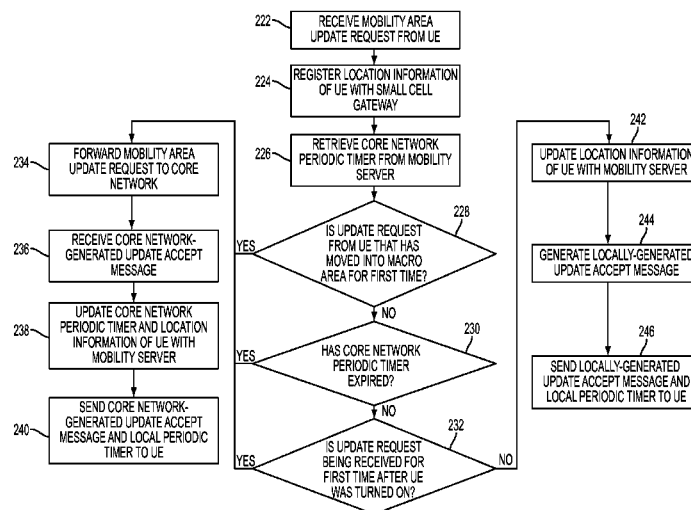 222
RECEIVE MOBILITY AREA
UPDATE REQUEST FROM UE
224
REGISTER LOCATION INFORMATION
OF UE WITH SMALL CELL
GATEWAY
226
RETRIEVE CORE NETWORK
PERIODIC TIMER FROM MOBILITY
SERVER
228
IS UPDATE REQUEST
FROM UE THAT HAS
MOVED INTO MACRO
AREA FOR FIRST TIME?
YES
NO
230
HAS CORE NETWORK
PERIODIC TIMER
EXPIRED?
YES
NO
232
IS UPDATE REQUEST
BEING RECEIVED FOR
FIRST TIME AFTER UE
WAS TURNED ON?
YES
NO
234
FORWARD MOBILITY AREA
UPDATE REQUEST TO CORE
NETWORK
236
RECEIVE CORE NETWORK-
GENERATED UPDATE ACCEPT
MESSAGE
238
UPDATE CORE NETWORK
PERIODIC TIMER AND LOCATION
INFORMATION OF UE WITH
MOBILITY SERVER
240
SEND CORE NETWORK-
GENERATED UPDATE ACCEPT
MESSAGE AND LOCAL PERIODIC
TIMER TO UE
242
UPDATE LOCATION INFORMATION
OF UE WITH MOBILITY SERVER
244
GENERATE LOCALLY-GENERATED
UPDATE ACCEPT MESSAGE
246
SEND LOCALLY-GENERATED
UPDATE ACCEPT MESSAGE AND
LOCAL PERIODIC TIMER TO UE